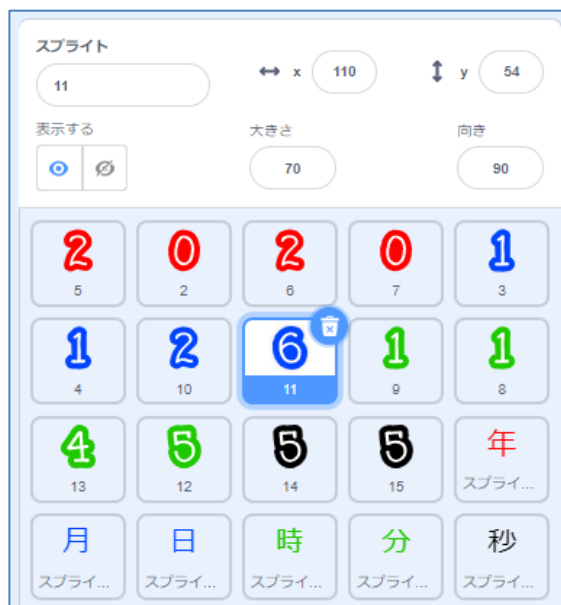 スプライト
11
x 110
y 54
表示する
大きさ
向き
70
90
2 0 2 0 1
5 2 6 7 3
1 2 6 1 1
4 10 11 9 8
4 5 5 5 年
13 12 14 15 スプライ...
月 日 時 分 秒
スプライ... スプライ... スプライ... スプライ... スプライ...